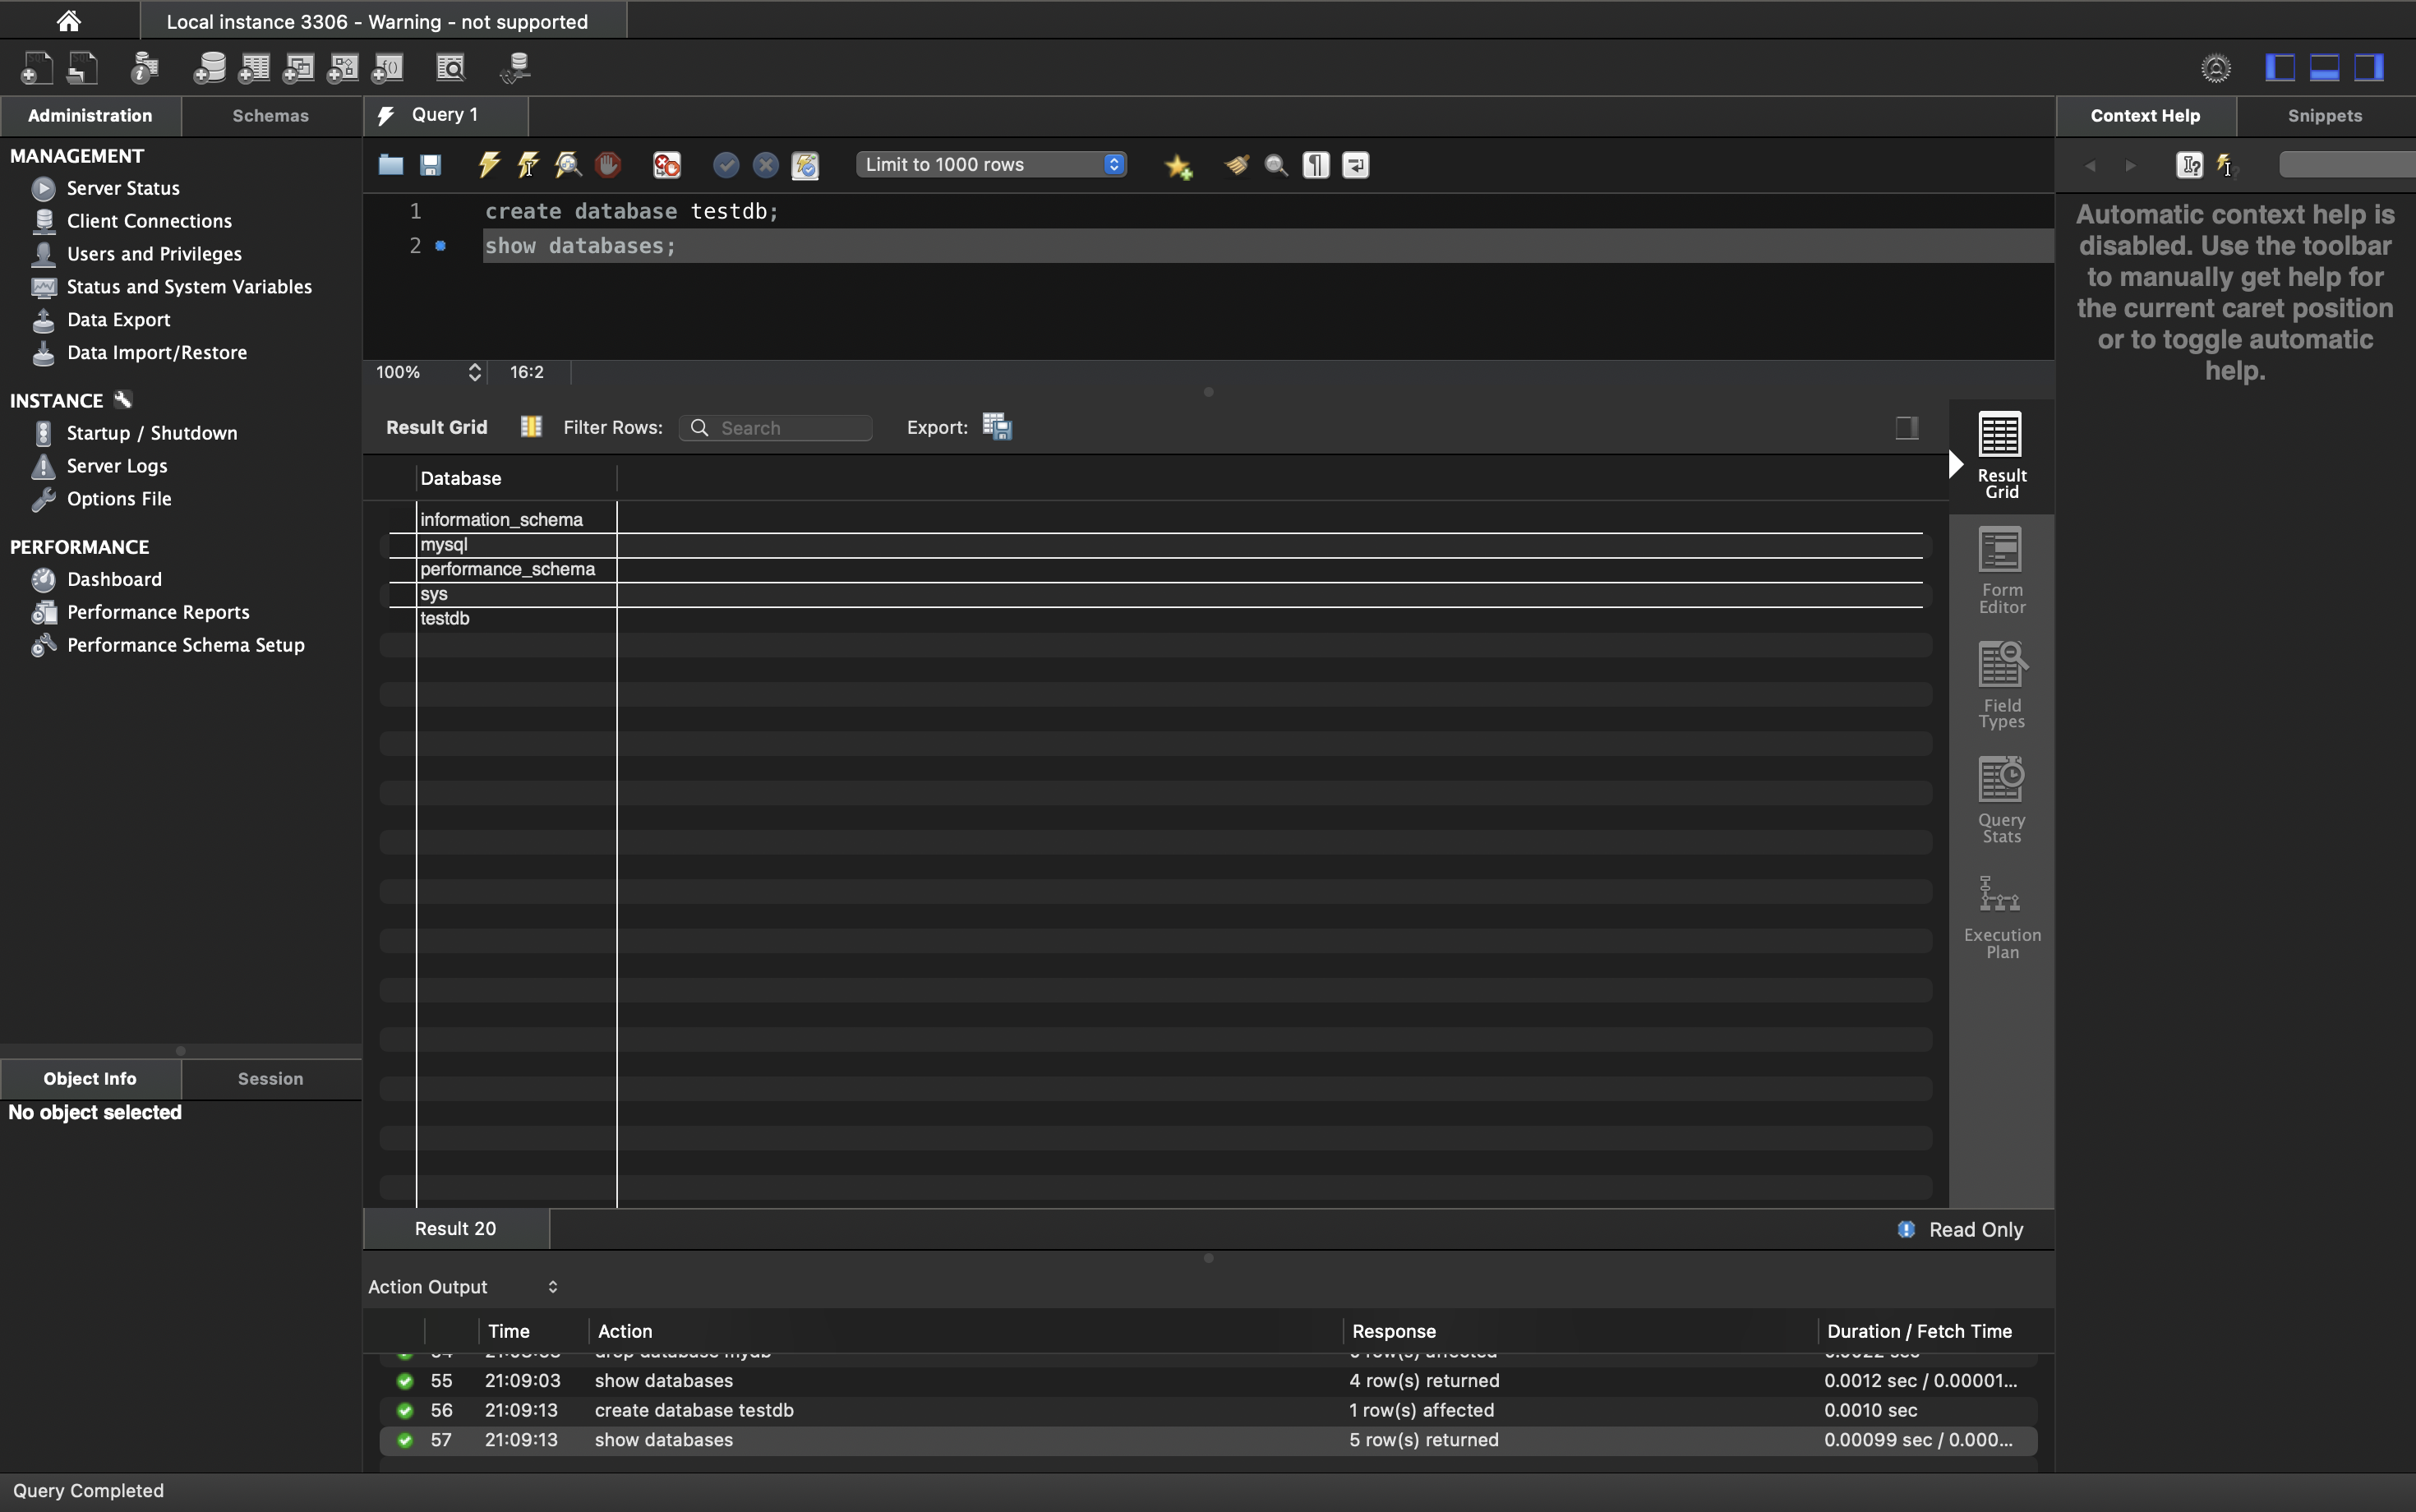 Local instance 3306 - Warning - not supported
Administration
Schemas
Query 1
Context Help
Snippets
MANAGEMENT
Server Status
Client Connections
Users and Privileges
Status and System Variables
Data Export
Data Import/Restore
INSTANCE
Startup / Shutdown
Server Logs
Options File
PERFORMANCE
Dashboard
Performance Reports
Performance Schema Setup
Object Info
Session
No object selected
Limit to 1000 rows
1 create database testdb;
2 show databases;
100% 16:2
Result Grid
Filter Rows:
Search
Export:
Database
information_schema
mysql
performance_schema
sys
testdb
Result
Grid
Form
Editor
Field
Types
Query
Stats
Execution
Plan
Result 20
Read Only
Action Output
Time Action Response Duration / Fetch Time
55 21:09:03 show databases 4 row(s) returned 0.0012 sec / 0.00001...
56 21:09:13 create database testdb 1 row(s) affected 0.0010 sec
57 21:09:13 show databases 5 row(s) returned 0.00099 sec / 0.000...
Automatic context help is
disabled. Use the toolbar
to manually get help for
the current caret position
or to toggle automatic
help.
Query Completed